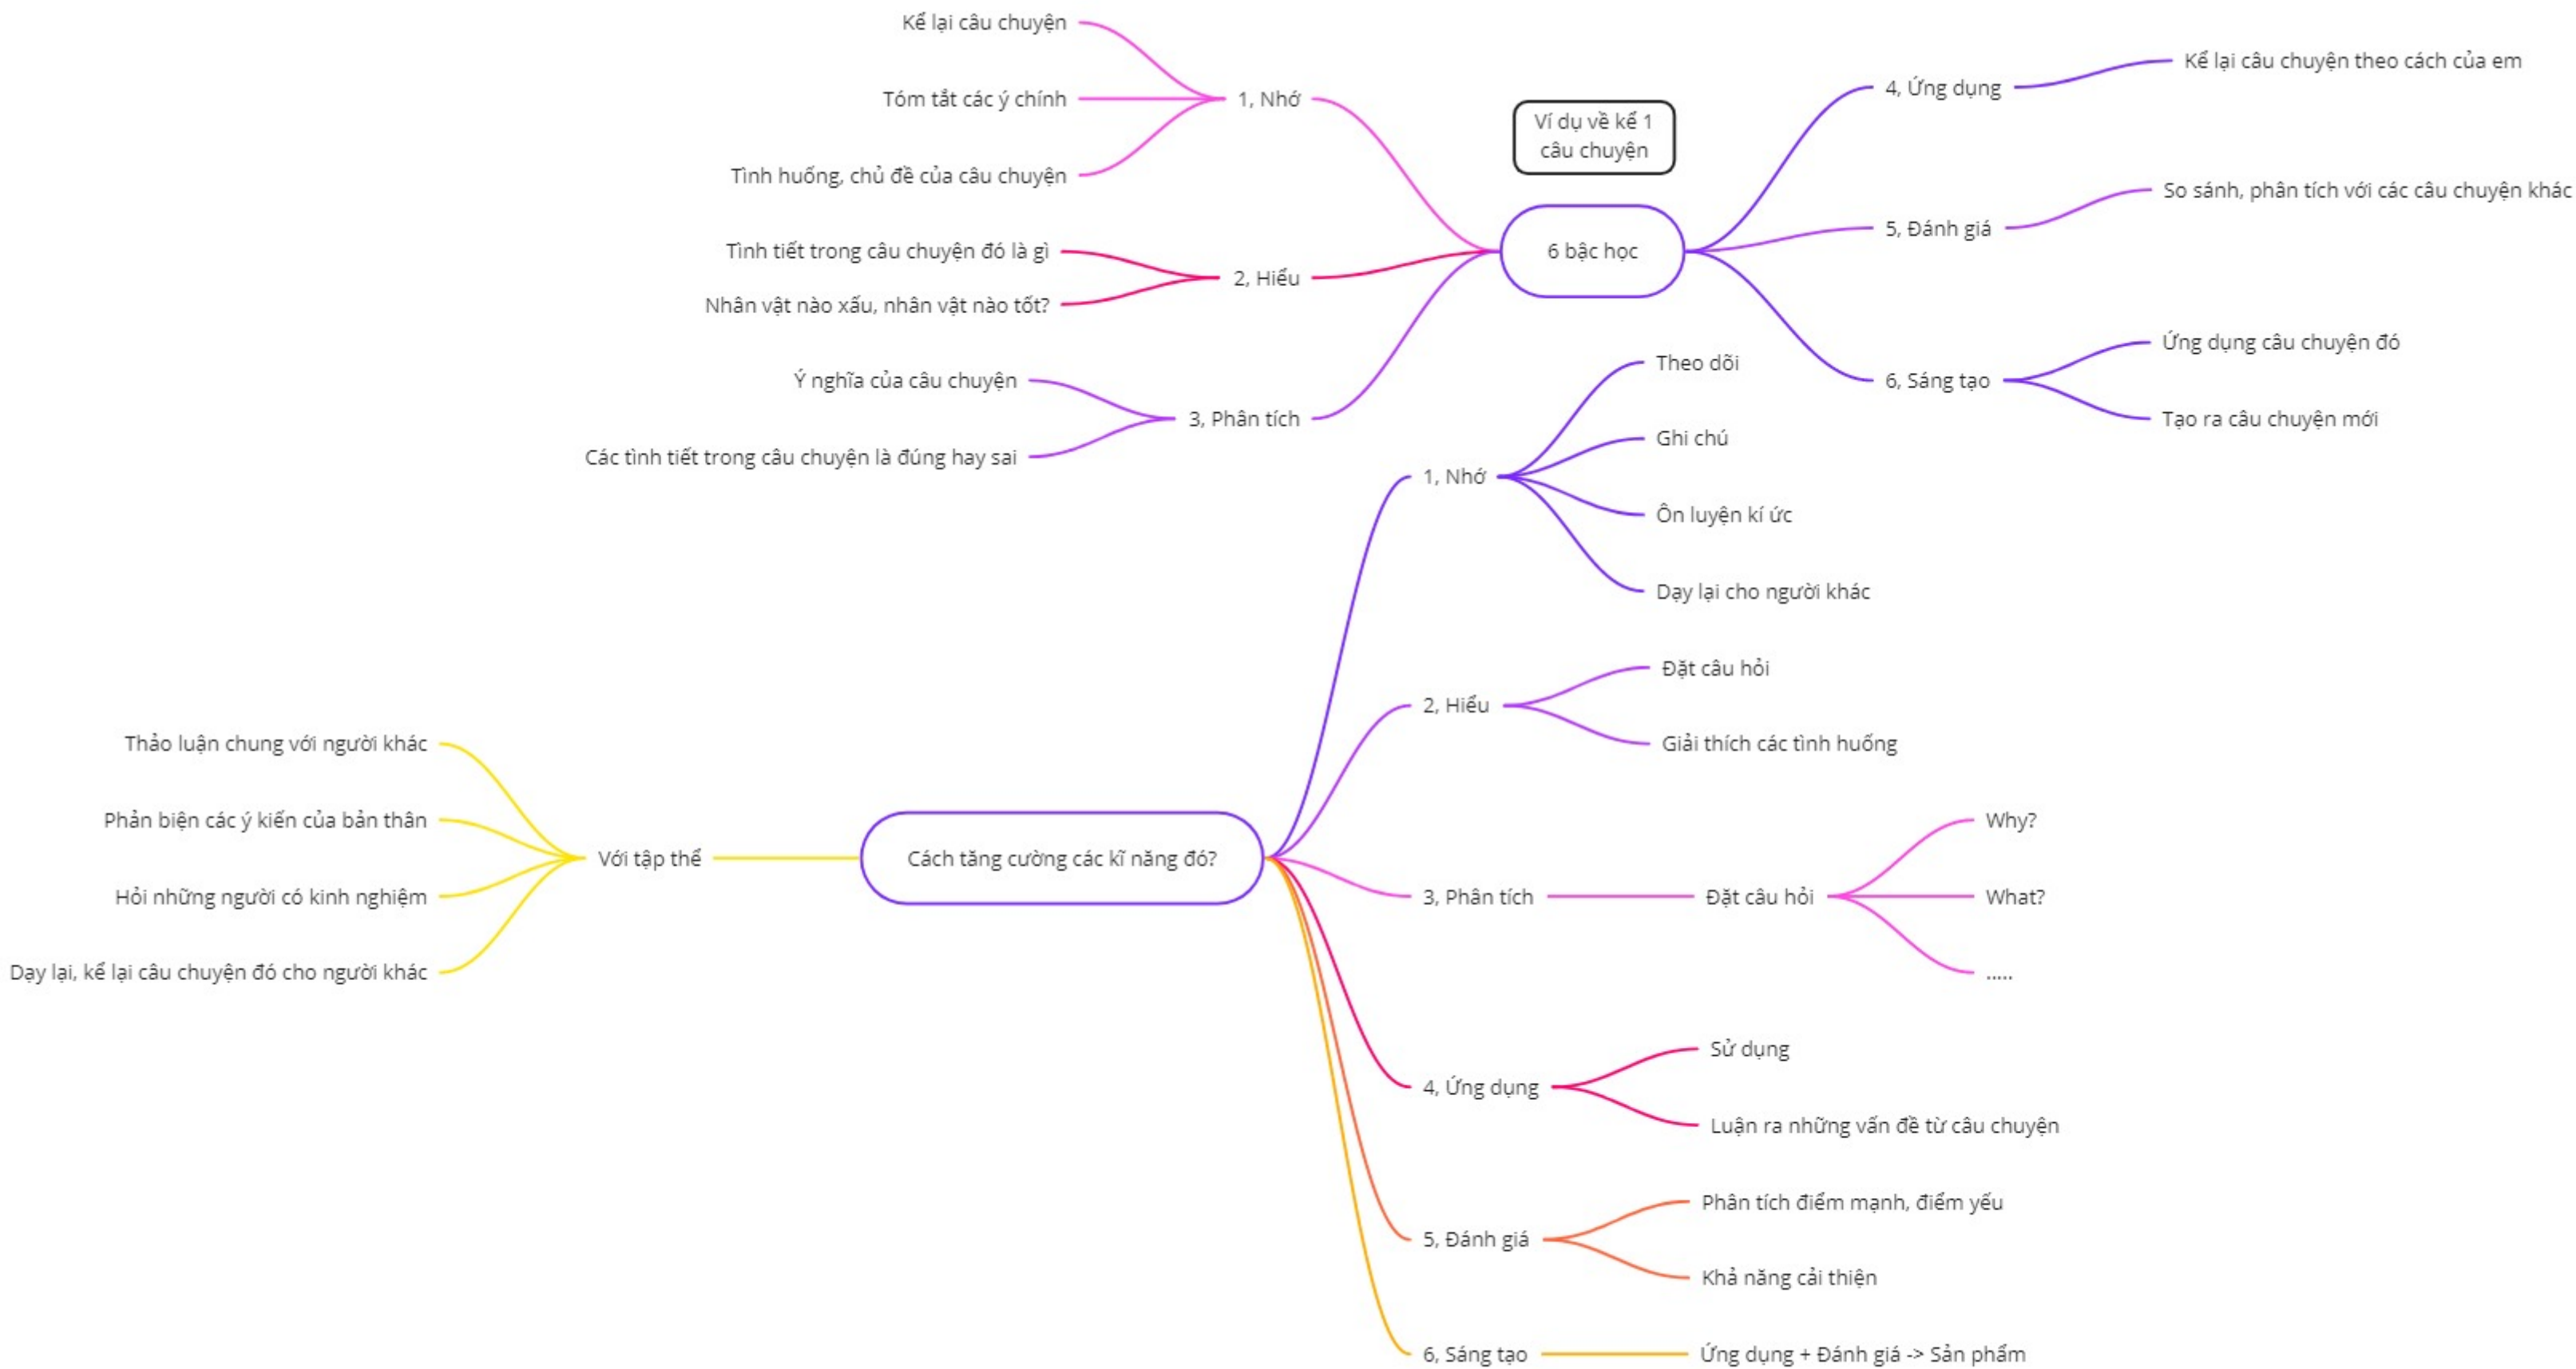 Ví dụ về kể 1
câu chuyện
6 bậc học
1, Nhớ
Kể lại câu chuyện
Tóm tắt các ý chính
Tình huống, chủ đề của câu chuyện
2, Hiểu
Tình tiết trong câu chuyện đó là gì
Nhân vật nào xấu, nhân vật nào tốt?
3, Phân tích
Ý nghĩa của câu chuyện
Các tình tiết trong câu chuyện là đúng hay sai
4, Ứng dụng
Kể lại câu chuyện theo cách của em
5, Đánh giá
So sánh, phân tích với các câu chuyện khác
6, Sáng tạo
Ứng dụng câu chuyện đó
Tạo ra câu chuyện mới
Cách tăng cường các kĩ năng đó?
1, Nhớ
Theo dõi
Ghi chú
Ôn luyện kí ức
Dạy lại cho người khác
2, Hiểu
Đặt câu hỏi
Giải thích các tình huống
3, Phân tích
Đặt câu hỏi
Why?
What?
.....
4, Ứng dụng
Sử dụng
Luận ra những vấn đề từ câu chuyện
5, Đánh giá
Phân tích điểm mạnh, điểm yếu
Khả năng cải thiện
6, Sáng tạo
Ứng dụng + Đánh giá -> Sản phẩm
Với tập thể
Thảo luận chung với người khác
Phản biện các ý kiến của bản thân
Hỏi những người có kinh nghiệm
Dạy lại, kể lại câu chuyện đó cho người khác